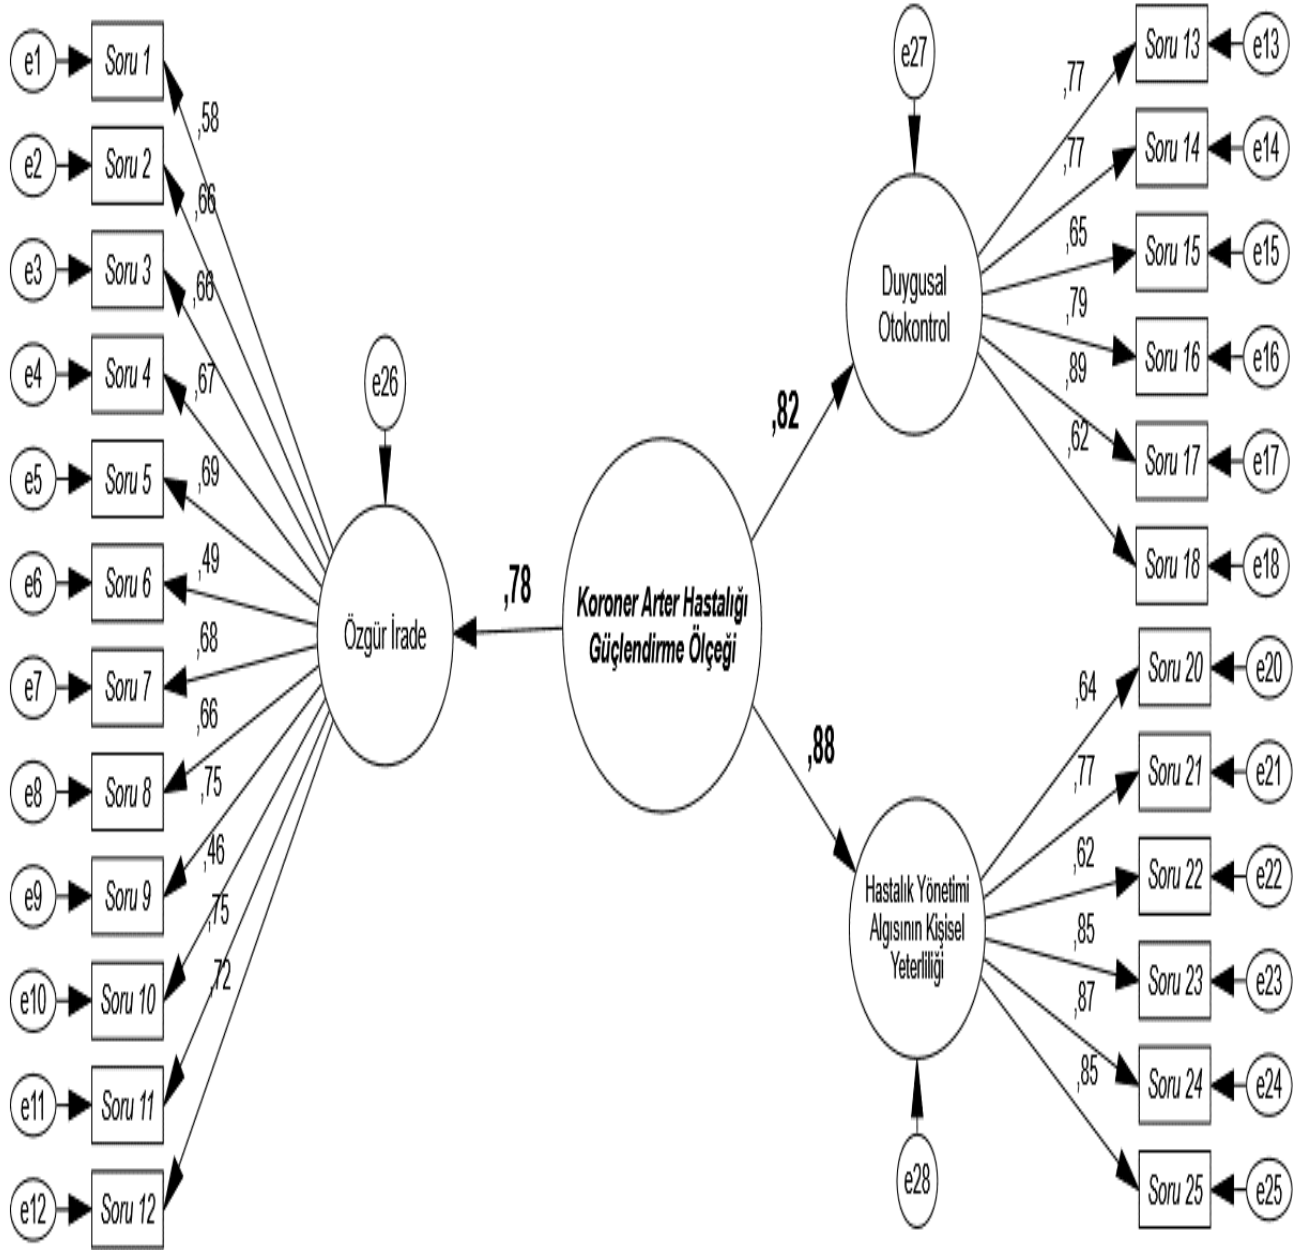 e1
Soru 1
,58
e2
Soru 2
,66
e3
Soru 3
,66
e4
Soru 4
,67
e5
Soru 5
,69
e6
Soru 6
,49
e7
Soru 7
,68
e8
Soru 8
,66
e9
Soru 9
,75
e10
Soru 10
,46
e11
Soru 11
,75
e12
Soru 12
,72
e26
Özgür İrade
,78
Koroner Arter Hastalığı
Güçlendirme Ölçeği
,82
,88
e27
Duygusal
Otokontrol
,77
Soru 13
e13
,77
Soru 14
e14
,65
Soru 15
e15
,79
Soru 16
e16
,89
Soru 17
e17
,62
Soru 18
e18
Hastalık Yönetimi
Algısının Kişisel
Yeterliliği
e28
,64
Soru 20
e20
,77
Soru 21
e21
,62
Soru 22
e22
,85
Soru 23
e23
,87
Soru 24
e24
,85
Soru 25
e25